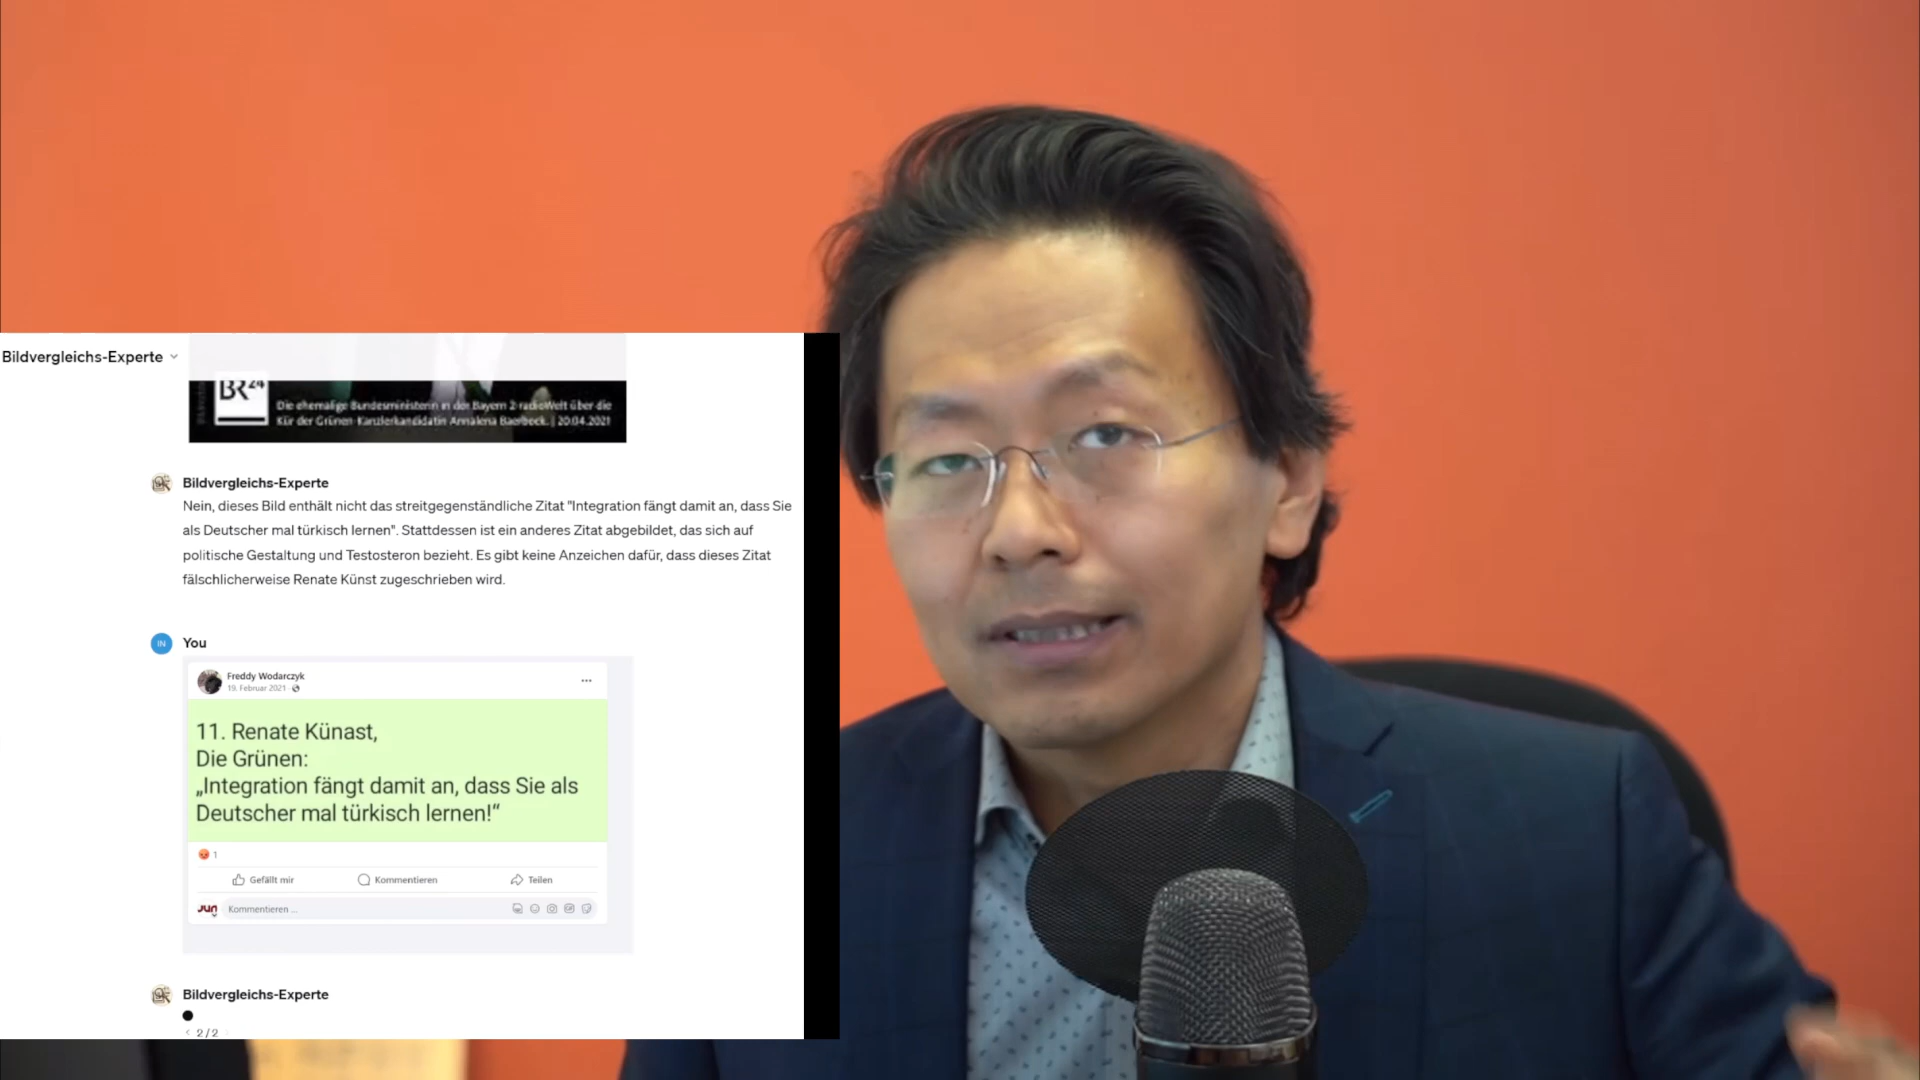 Bildvergleichs-Experte
BR24
Die ehemalige Bundesministerin in der Bayern 2-radioWelt über die
Kür der Grünen-Kanzlerkandidatin Annalena Baerbock. | 20.04.2021
Bildvergleichs-Experte
Nein, dieses Bild enthält nicht das streitgegenständliche Zitat "Integration fängt damit an, dass Sie
als Deutscher mal türkisch lernen". Stattdessen ist ein anderes Zitat abgebildet, das sich auf
politische Gestaltung und Testosteron bezieht. Es gibt keine Anzeichen dafür, dass dieses Zitat
fälschlicherweise Renate Künst zugeschrieben wird.
IN
You
Freddy Wodarczyk
19. Februar 2021 ·
11. Renate Künast,
Die Grünen:
„Integration fängt damit an, dass Sie als
Deutscher mal türkisch lernen!“
1
Gefällt mir
Kommentieren
Teilen
Jun
Kommentieren ...
Bildvergleichs-Experte
< 2/2